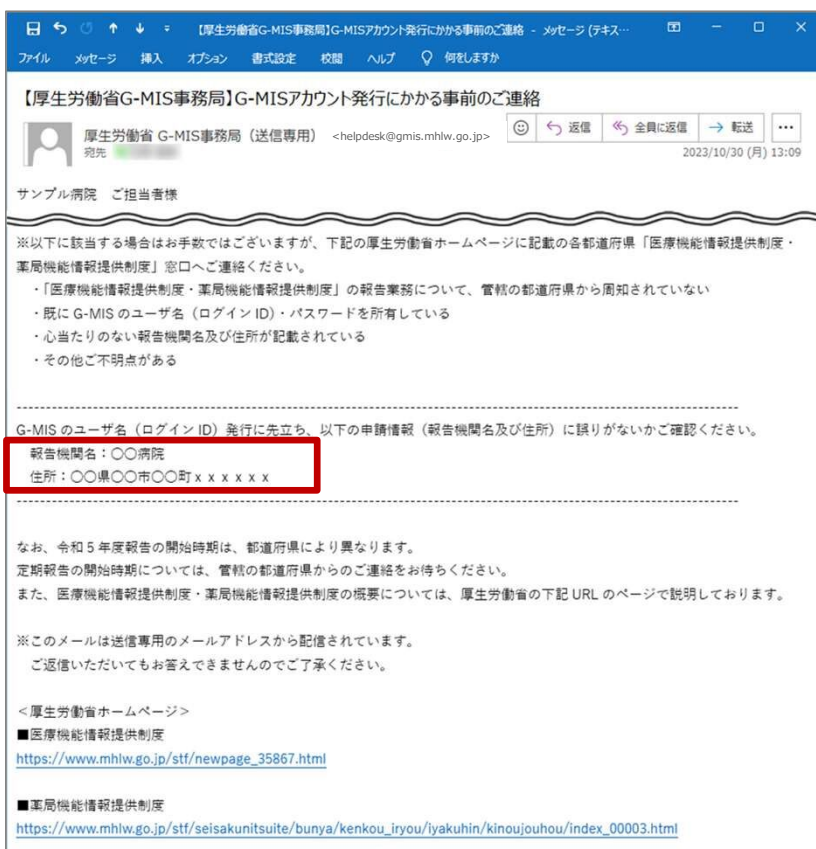 【厚生労働省G-MIS事務局】G-MISアカウント発行にかかる事前のご連絡 - メッセージ (テキス…
ファイル メッセージ 挿入 オプション 書式設定 校閲 ヘルプ 何をしますか
【厚生労働省G-MIS事務局】G-MISアカウント発行にかかる事前のご連絡
厚生労働省 G-MIS事務局（送信専用） <helpdesk@gmis.mhlw.go.jp>
返信 全員に返信 転送 …
宛先
2023/10/30 (月) 13:09
サンプル病院 ご担当者様
※以下に該当する場合はお手数ではございますが、下記の厚生労働省ホームページに記載の各都道府県「医療機能情報提供制度・
薬局機能情報提供制度」窓口へご連絡ください。
・「医療機能情報提供制度・薬局機能情報提供制度」の報告業務について、管轄の都道府県から周知されていない
・既に G-MIS のユーザ名（ログイン ID）・パスワードを所有している
・心当たりのない報告機関名及び住所が記載されている
・その他ご不明点がある
--------------------------------------------------------------------------------
G-MIS のユーザ名（ログイン ID）発行に先立ち、以下の申請情報（報告機関名及び住所）に誤りがないかご確認ください。
報告機関名：〇〇病院
住所：〇〇県〇〇市〇〇町ｘｘｘｘｘｘ
--------------------------------------------------------------------------------
なお、令和５年度報告の開始時期は、都道府県により異なります。
定期報告の開始時期については、管轄の都道府県からのご連絡をお待ちください。
また、医療機能情報提供制度・薬局機能情報提供制度の概要については、厚生労働省の下記 URL のページで説明しております。
※このメールは送信専用のメールアドレスから配信されています。
ご返信いただいてもお答えできませんのでご了承ください。
＜厚生労働省ホームページ＞
■医療機能情報提供制度
https://www.mhlw.go.jp/stf/newpage_35867.html
■薬局機能情報提供制度
https://www.mhlw.go.jp/stf/seisakunitsuite/bunya/kenkou_iryou/iyakuhin/kinoujouhou/index_00003.html